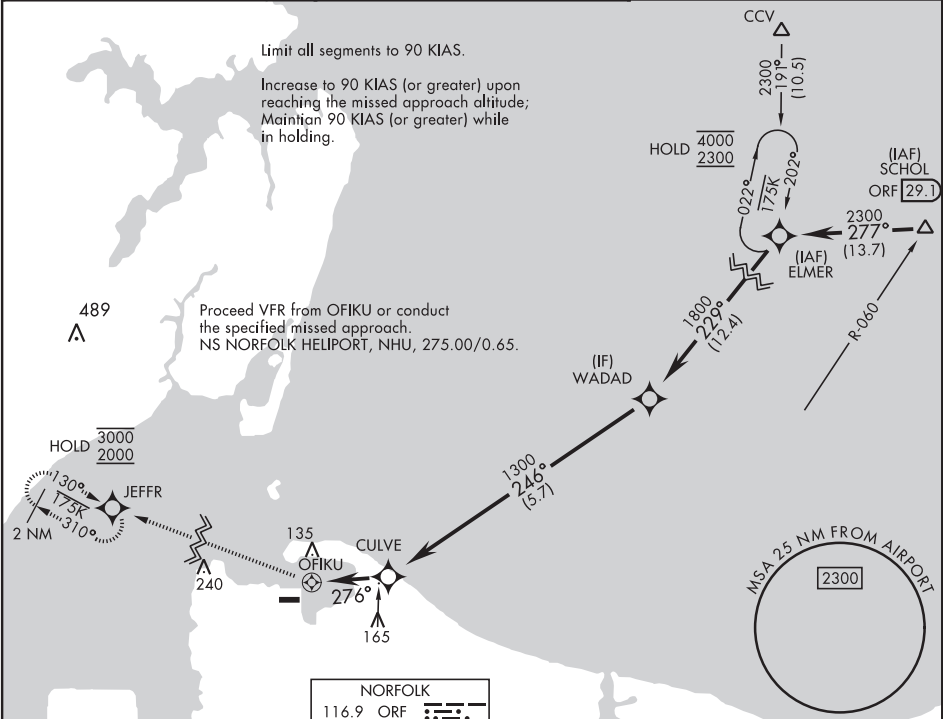 CCV
Limit all segments to 90 KIAS.
Increase to 90 KIAS (or greater) upon
reaching the missed approach altitude;
Maintian 90 KIAS (or greater) while
in holding.
2300
191°
(10.5)
HOLD 4000
2300
022°
175K
202°
(IAF)
SCHOL
ORF 29.1
2300
277°
(13.7)
(IAF)
ELMER
R-060
489
Proceed VFR from OFIKU or conduct
the specified missed approach.
NS NORFOLK HELIPORT, NHU, 275.00/0.65.
1800
229°
(12.4)
(IF)
WADAD
1300
246°
(5.7)
HOLD 3000
2000
130°
175K
310°
JEFFR
2 NM
240
135
OFIKU
CULVE
276°
165
MSA 25 NM FROM AIRPORT
2300
NORFOLK
116.9 ORF